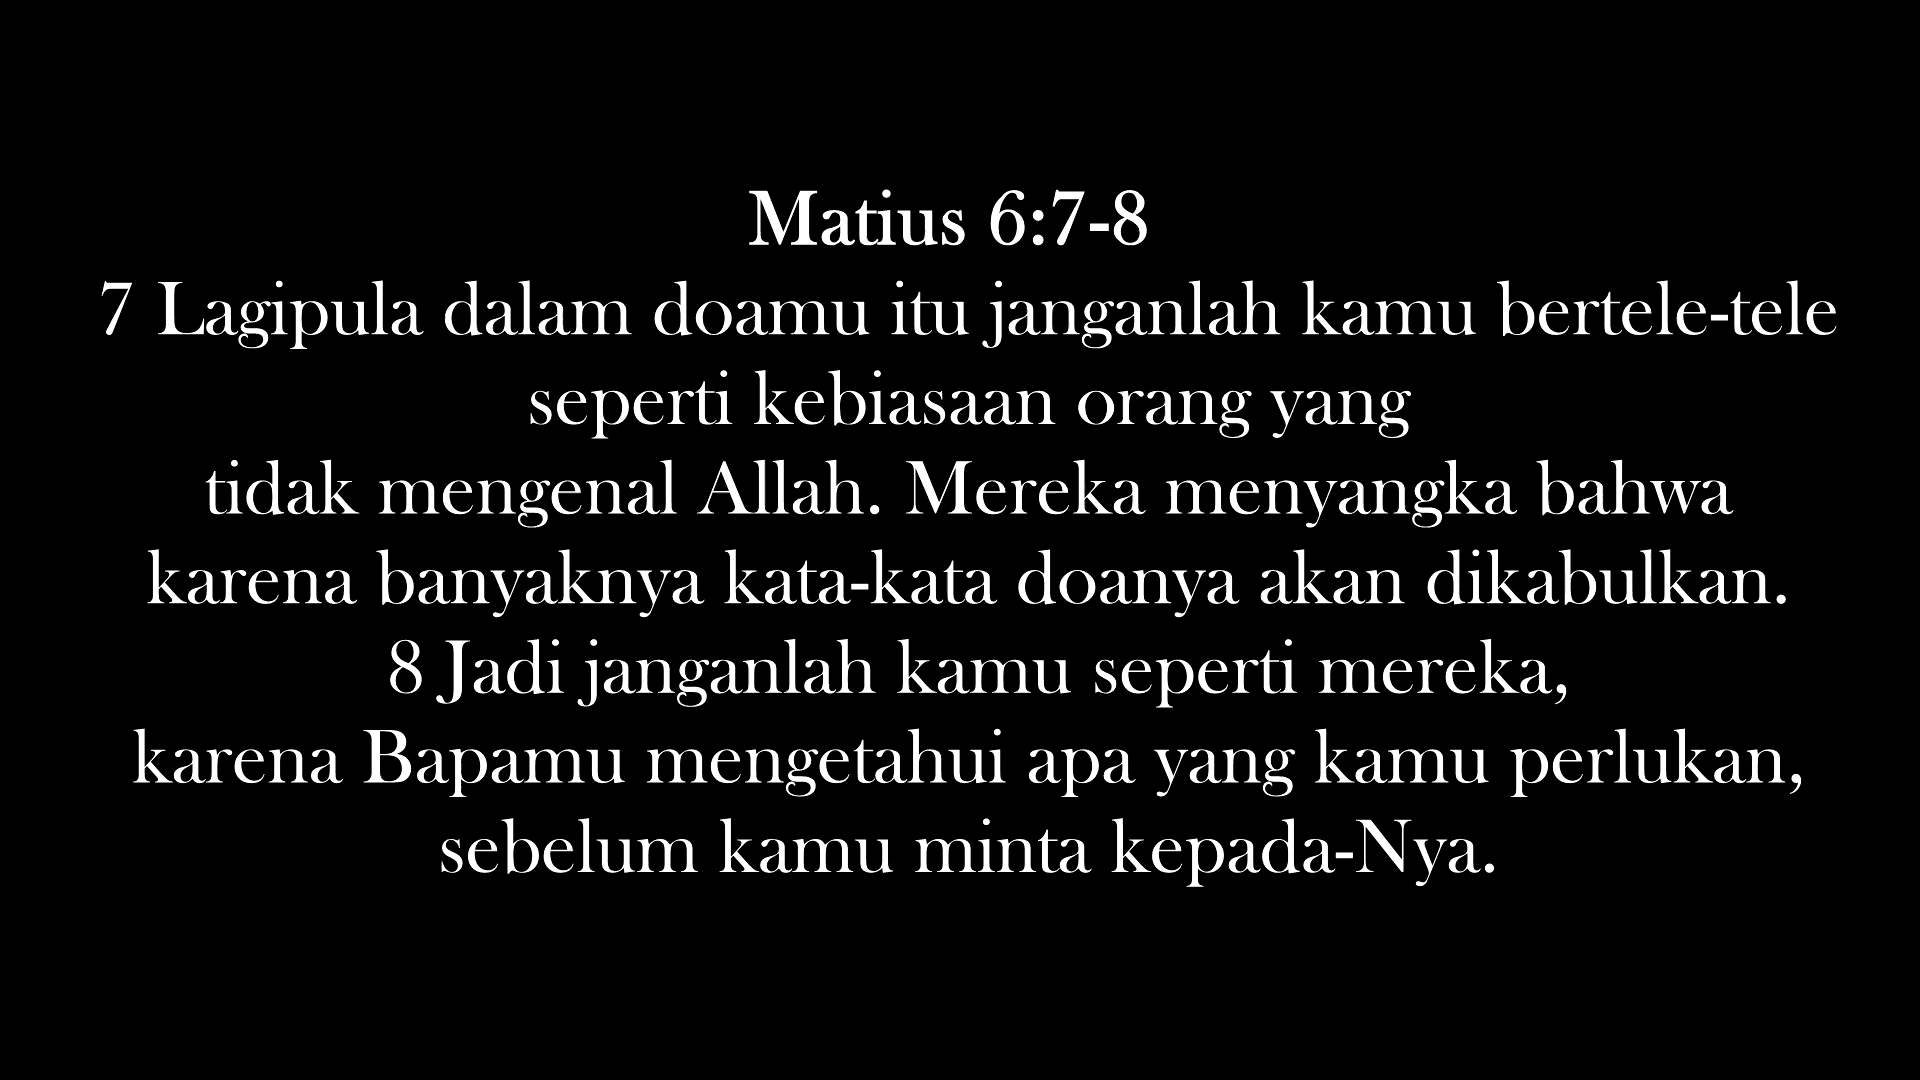 Matius 6:7-8
7 Lagipula dalam doamu itu janganlah kamu bertele-tele
seperti kebiasaan orang yang
tidak mengenal Allah. Mereka menyangka bahwa
karena banyaknya kata-kata doanya akan dikabulkan.
8 Jadi janganlah kamu seperti mereka,
karena Bapamu mengetahui apa yang kamu perlukan,
sebelum kamu minta kepada-Nya.